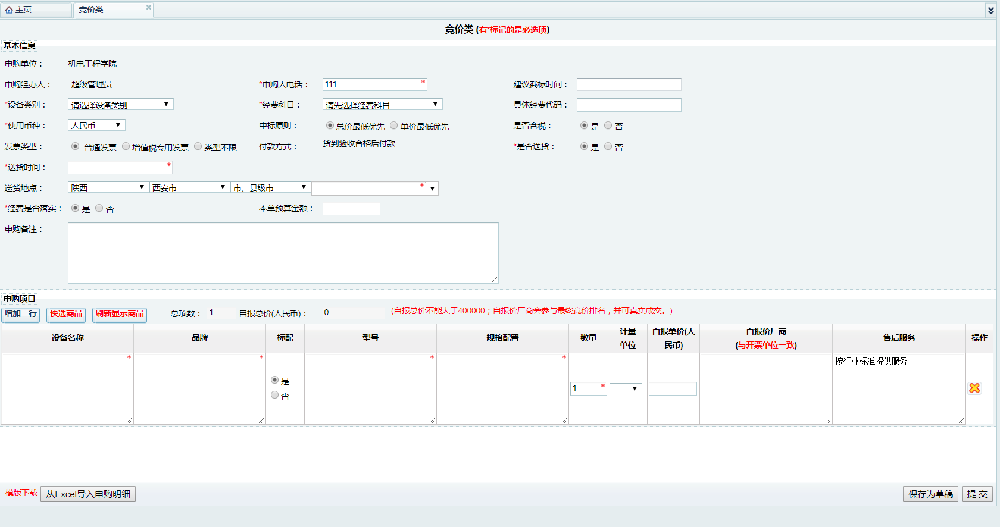 主页 竞价类
竞价类 (有*标记的是必选项)
基本信息
申购单位： 机电工程学院
申购经办人： 超级管理员 *申购人电话： 111 * 建议截标时间：
*设备类别： 请选择设备类别 *经费科目： 请先选择经费科目 具体经费代码：
*使用币种： 人民币 中标原则： 总价最低优先 单价最低优先 是否含税： 是 否
发票类型： 普通发票 增值税专用发票 类型不限 付款方式： 货到验收合格后付款 *是否送货： 是 否
*送货时间： *
送货地点： 陕西 西安市 市、县级市 *
*经费是否落实： 是 否 本单预算金额：
申购备注：
申购项目
增加一行 快选商品 刷新显示商品 总项数： 1 自报总价(人民币)： 0 (自报总价不能大于400000；自报价厂商会参与最终竞价排名，并可真实成交。)
设备名称 品牌 标配 型号 规格配置 数量 计量单位 自报单价(人民币) 自报价厂商 (与开票单位一致) 售后服务 操作
* * 是 否 * * 1 * 按行业标准提供服务
模版下载 从Excel导入申购明细 保存为草稿 提 交